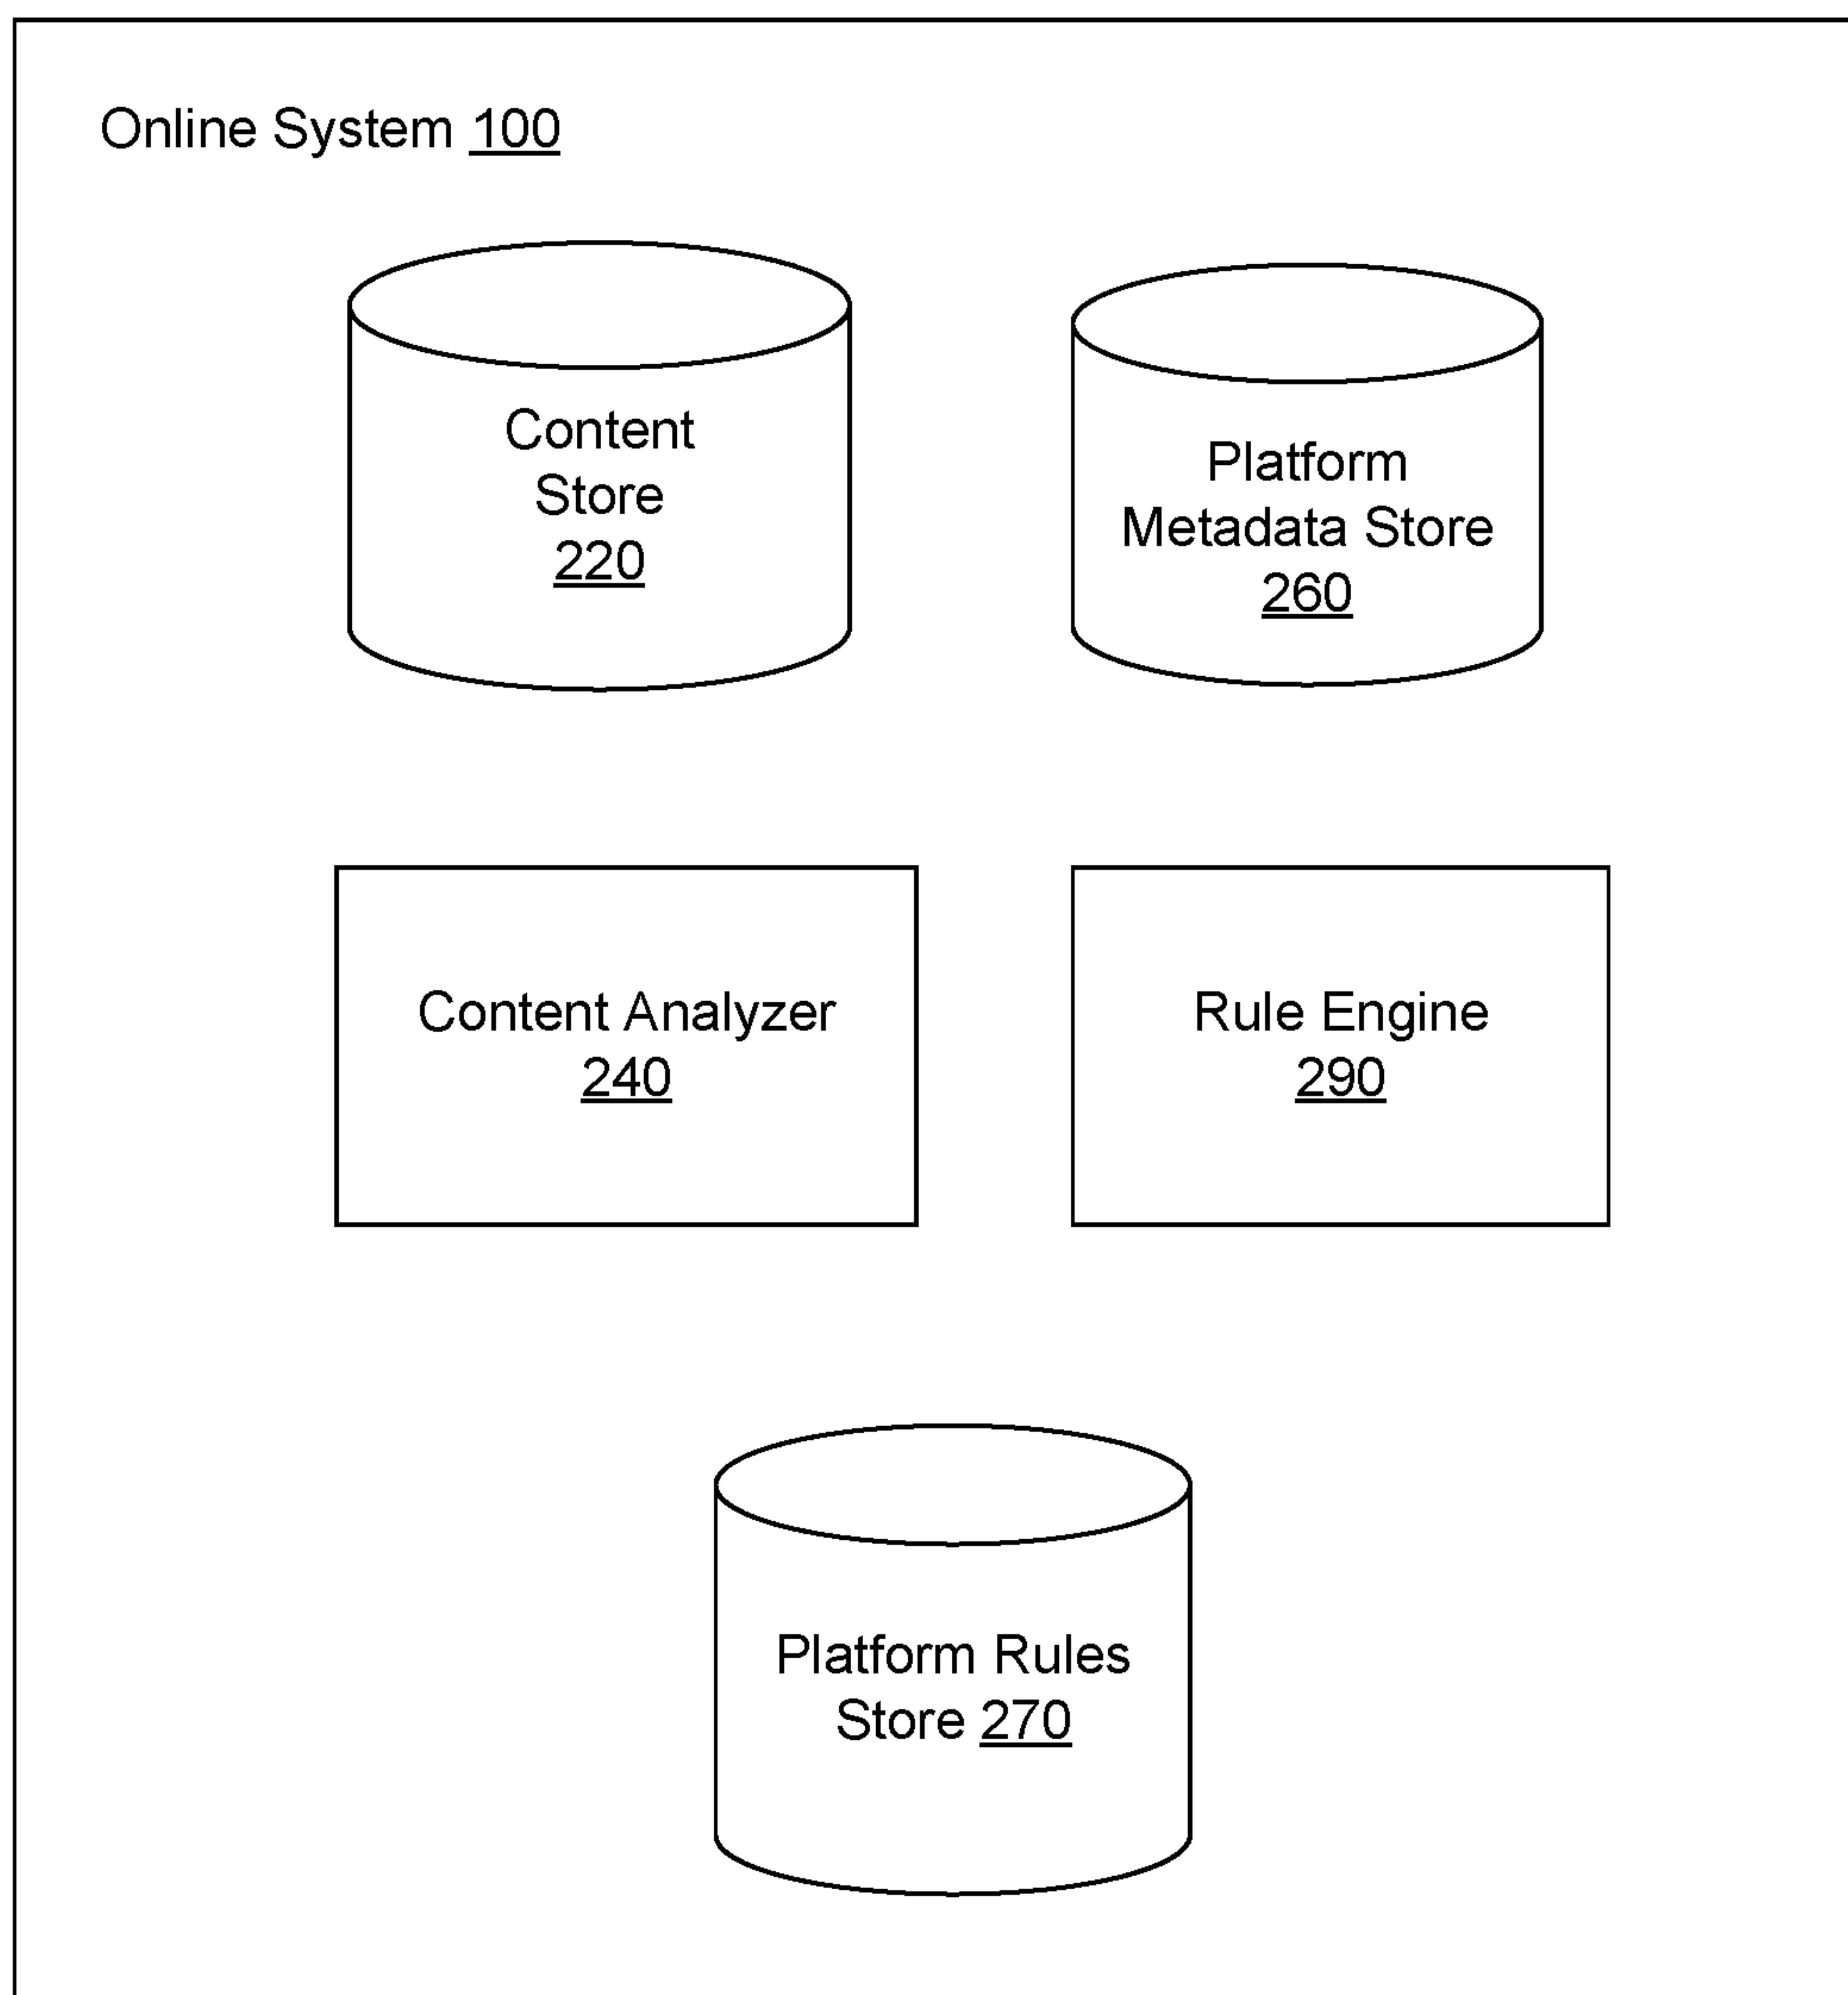 Online System 100
Content
Store
220
Platform
Metadata Store
260
Content Analyzer
240
Rule Engine
290
Platform Rules
Store 270